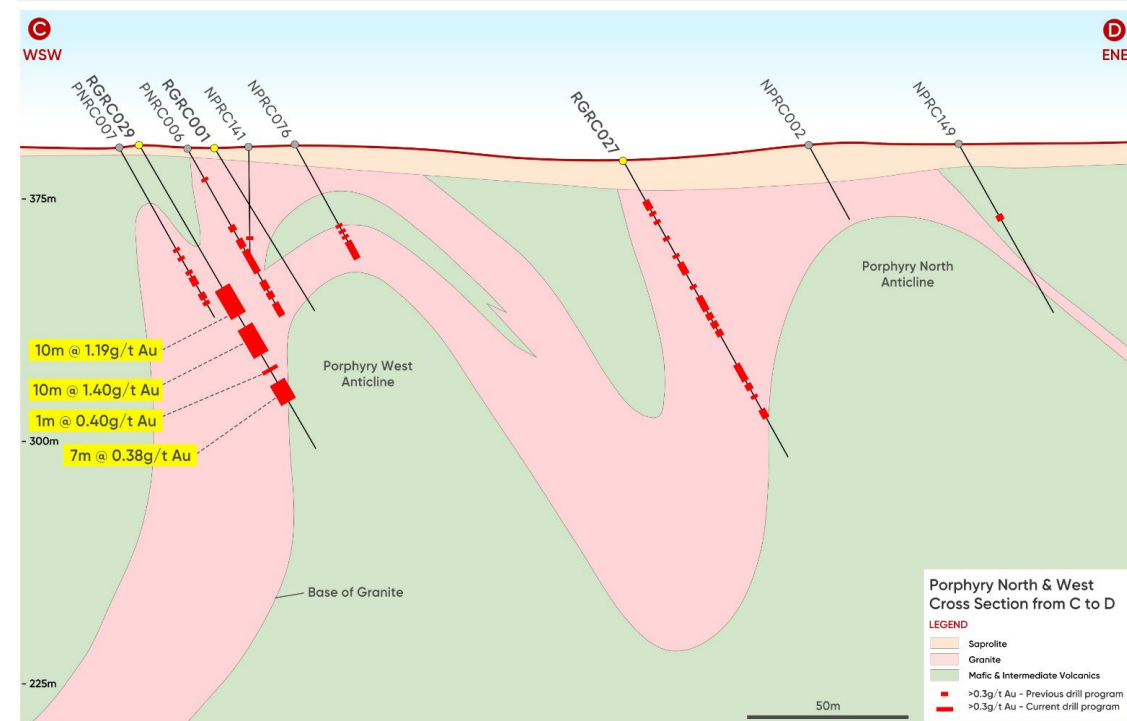 C
WSW
D
ENE
PNRC007
RGRC029
PNRC006
RGRC001
NPRC141
NPRC076
RGRC027
NPRC002
NPRC149
- 375m
Porphyry North
Anticline
10m @ 1.19g/t Au
Porphyry West
Anticline
10m @ 1.40g/t Au
1m @ 0.40g/t Au
- 300m
7m @ 0.38g/t Au
Base of Granite
Porphyry North & West
Cross Section from C to D
LEGEND
Saprolite
Granite
Mafic & Intermediate Volcanics
>0.3g/t Au - Previous drill program
>0.3g/t Au - Current drill program
- 225m
50m